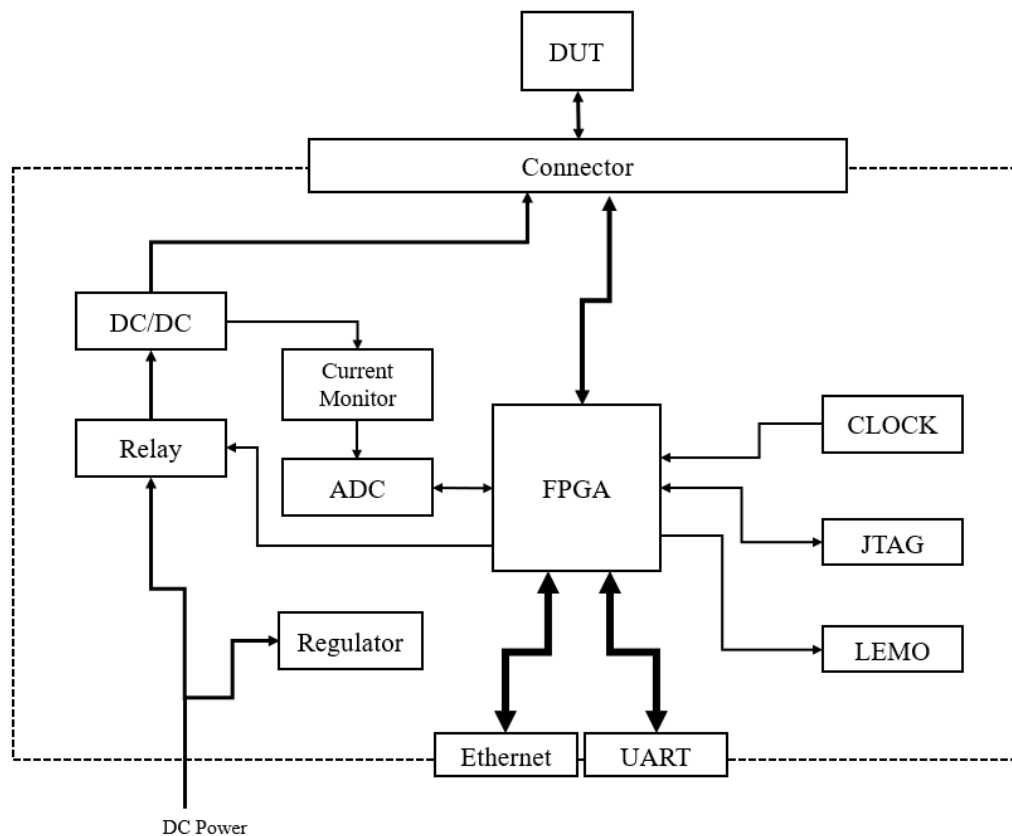 DUT
Connector
DC/DC
Current
Monitor
CLOCK
Relay
ADC
FPGA
JTAG
Regulator
LEMO
Ethernet
UART
DC Power